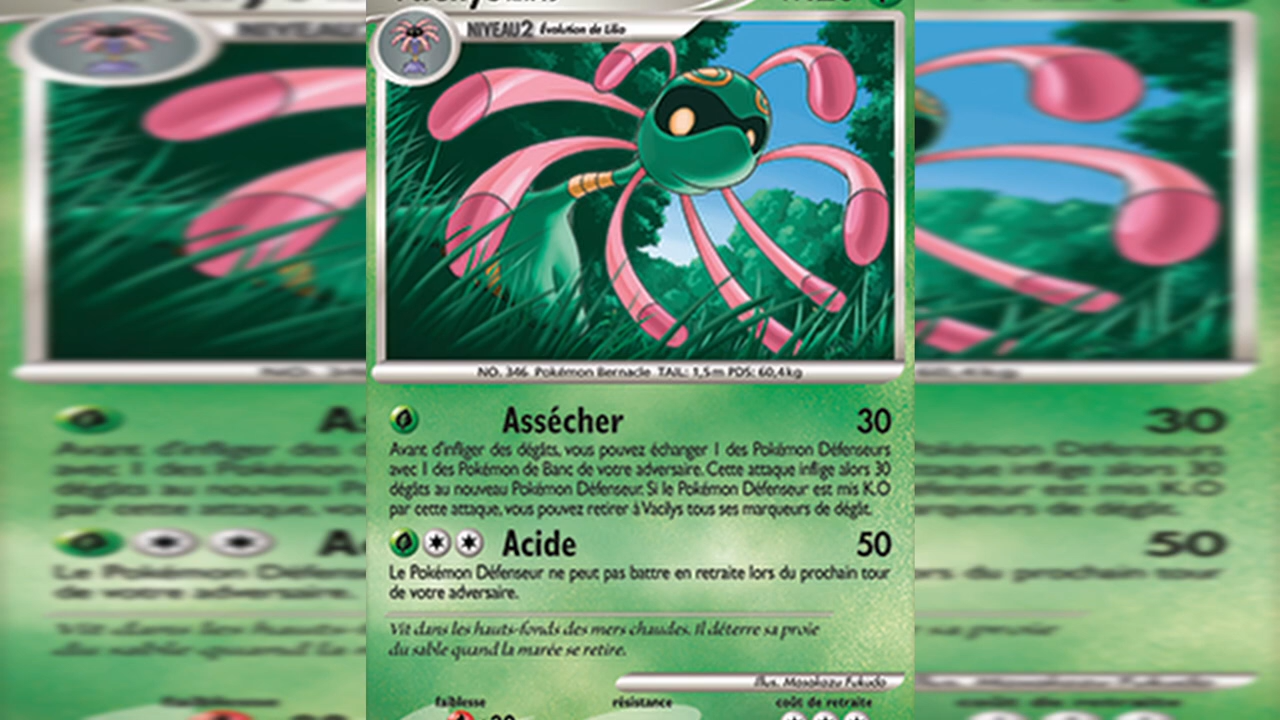 NIVEAU 2 Évolution de Lilia
NO. 346 Pokémon Bernacle TAIL: 1,5m PDS: 60,4kg
Assécher 30
Avant d'infliger des dégâts, vous pouvez échanger 1 des Pokémon Défenseurs
avec 1 des Pokémon de Banc de votre adversaire. Cette attaque inflige alors 30
dégâts au nouveau Pokémon Défenseur. Si le Pokémon Défenseur est mis K.O
par cette attaque, vous pouvez retirer à Vacilys tous ses marqueurs de dégât.
Acide 50
Le Pokémon Défenseur ne peut pas battre en retraite lors du prochain tour
de votre adversaire.
Vit dans les hauts-fonds des mers chaudes. Il déterre sa proie
du sable quand la marée se retire.
Illus. Masakazu Fukuda
faiblesse résistance coût de retraite